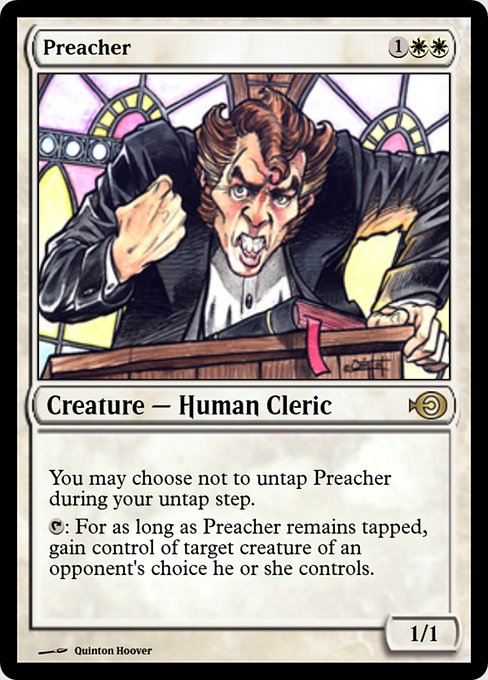 Preacher 1
Creature — Human Cleric
You may choose not to untap Preacher
during your untap step.
: For as long as Preacher remains tapped,
gain control of target creature of an
opponent's choice he or she controls.
1/1
Quinton Hoover